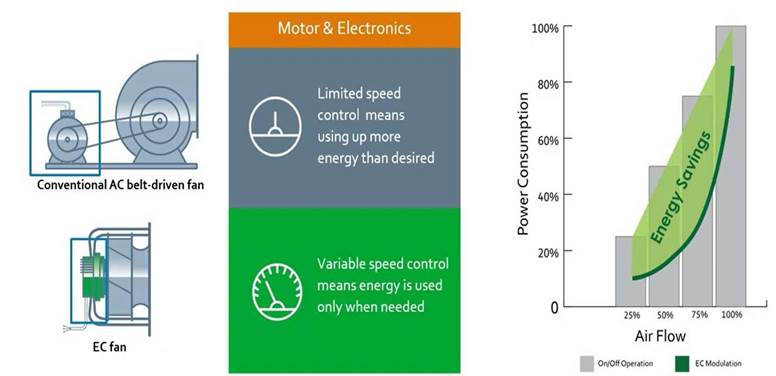 Motor & Electronics
Limited speed
control means
using up more
energy than desired
Conventional AC belt-driven fan
Variable speed control
means energy is used
only when needed
EC fan
Power Consumption
100%
80%
60%
40%
20%
0
Energy Savings
25%
50%
75%
100%
Air Flow
On/Off Operation
EC Modulation